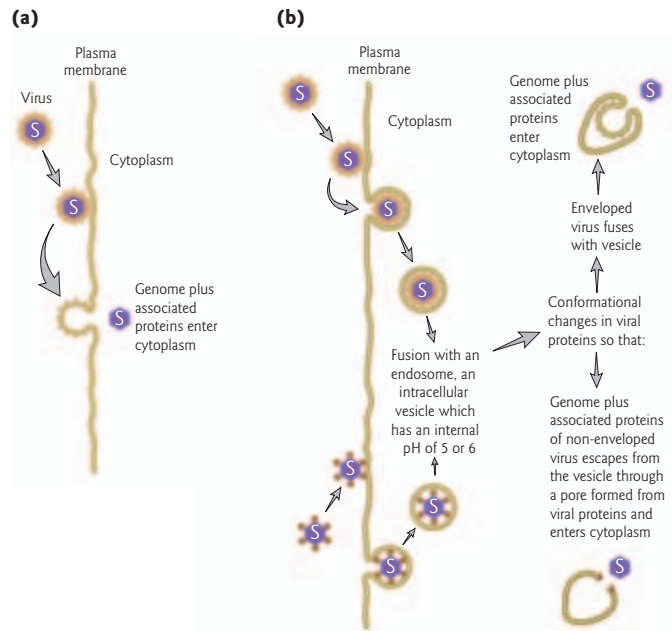 (a)
Plasma
membrane
Virus
S
Cytoplasm
S
Genome plus
associated
proteins enter
cytoplasm
S
(b)
Plasma
membrane
S
Cytoplasm
S
S
S
Fusion with an
endosome, an
intracellular
vesicle which
has an internal
pH of 5 or 6
S
S
S
S
Genome plus
associated
proteins
enter
cytoplasm
S
Enveloped
virus fuses
with vesicle
Conformational
changes in viral
proteins so that:
Genome plus
associated proteins
of non-enveloped
virus escapes from
the vesicle through
a pore formed from
viral proteins and
enters cytoplasm
S